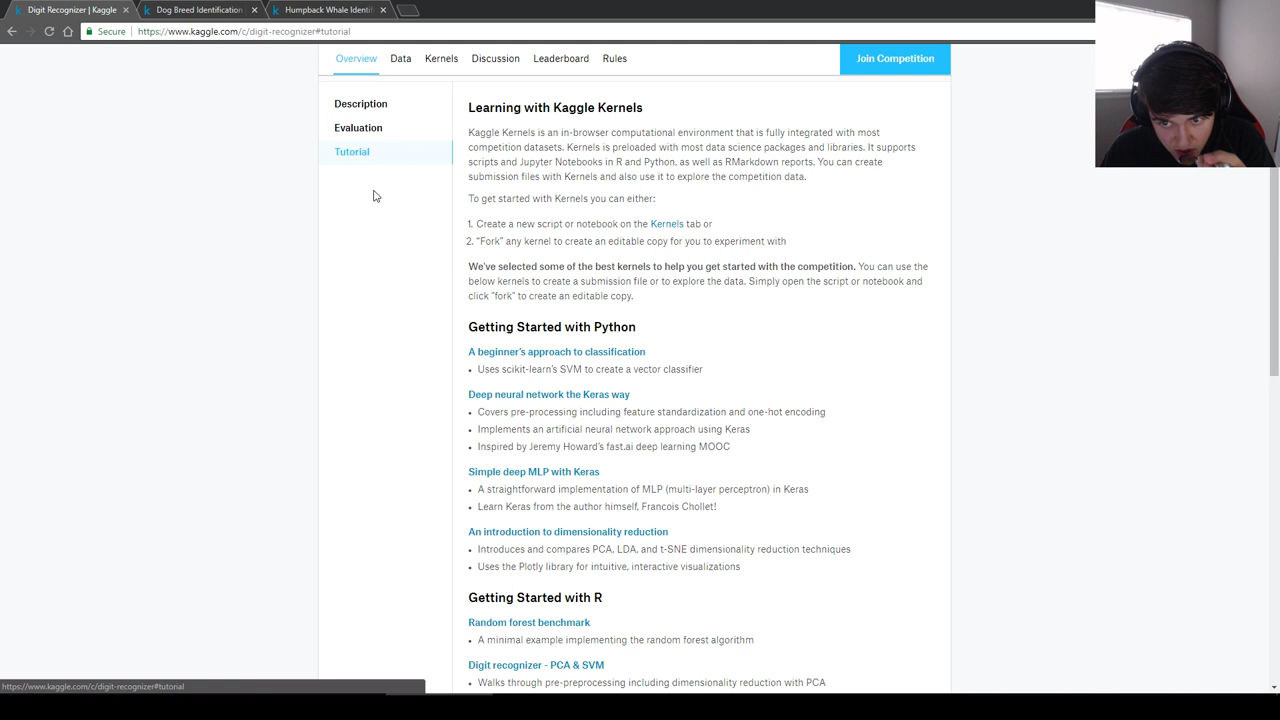 Digit Recognizer | Kaggle
Dog Breed Identification
Humpback Whale Identifi
Secure
https://www.kaggle.com/c/digit-recognizer#tutorial
Overview
Data
Kernels
Discussion
Leaderboard
Rules
Join Competition
Description
Evaluation
Tutorial
Learning with Kaggle Kernels
Kaggle Kernels is an in-browser computational environment that is fully integrated with most
competition datasets. Kernels is preloaded with most data science packages and libraries. It supports
scripts and Jupyter Notebooks in R and Python, as well as RMarkdown reports. You can create
submission files with Kernels and also use it to explore the competition data.
To get started with Kernels you can either:
1. Create a new script or notebook on the Kernels tab or
2. "Fork" any kernel to create an editable copy for you to experiment with
We've selected some of the best kernels to help you get started with the competition. You can use the
below kernels to create a submission file or to explore the data. Simply open the script or notebook and
click "fork" to create an editable copy.
Getting Started with Python
A beginner's approach to classification
• Uses scikit-learn's SVM to create a vector classifier
Deep neural network the Keras way
• Covers pre-processing including feature standardization and one-hot encoding
• Implements an artificial neural network approach using Keras
• Inspired by Jeremy Howard's fast.ai deep learning MOOC
Simple deep MLP with Keras
• A straightforward implementation of MLP (multi-layer perceptron) in Keras
• Learn Keras from the author himself, Francois Chollet!
An introduction to dimensionality reduction
• Introduces and compares PCA, LDA, and t-SNE dimensionality reduction techniques
• Uses the Plotly library for intuitive, interactive visualizations
Getting Started with R
Random forest benchmark
• A minimal example implementing the random forest algorithm
Digit recognizer - PCA & SVM
• Walks through pre-preprocessing including dimensionality reduction with PCA
https://www.kaggle.com/c/digit-recognizer#tutorial